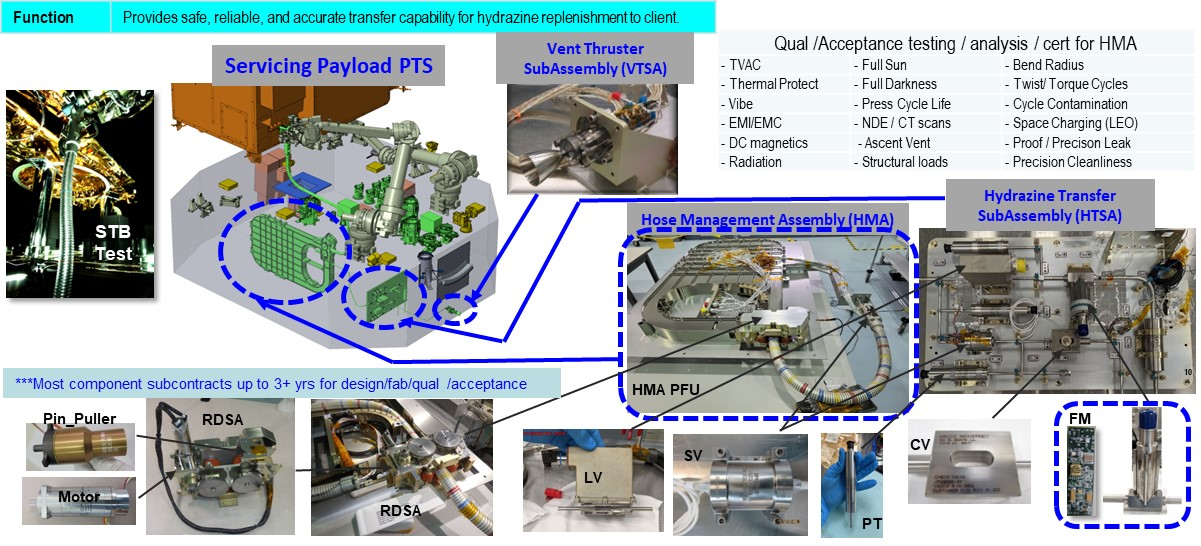 Function
Provides safe, reliable, and accurate transfer capability for hydrazine replenishment to client.
Servicing Payload PTS
Vent Thruster
SubAssembly (VTSA)
Qual /Acceptance testing / analysis / cert for HMA
- TVAC
- Full Sun
- Bend Radius
- Thermal Protect
- Full Darkness
- Twist/ Torque Cycles
- Vibe
- Press Cycle Life
- Cycle Contamination
- EMI/EMC
- NDE / CT scans
- Space Charging (LEO)
- DC magnetics
- Ascent Vent
- Proof / Precison Leak
- Radiation
- Structural loads
- Precision Cleanliness
STB
Test
Hose Management Assembly (HMA)
Hydrazine Transfer
SubAssembly (HTSA)
HMA PFU
10
***Most component subcontracts up to 3+ yrs for design/fab/qual /acceptance
Pin_Puller
Motor
RDSA
RDSA
LV
SV
PT
CV
FM